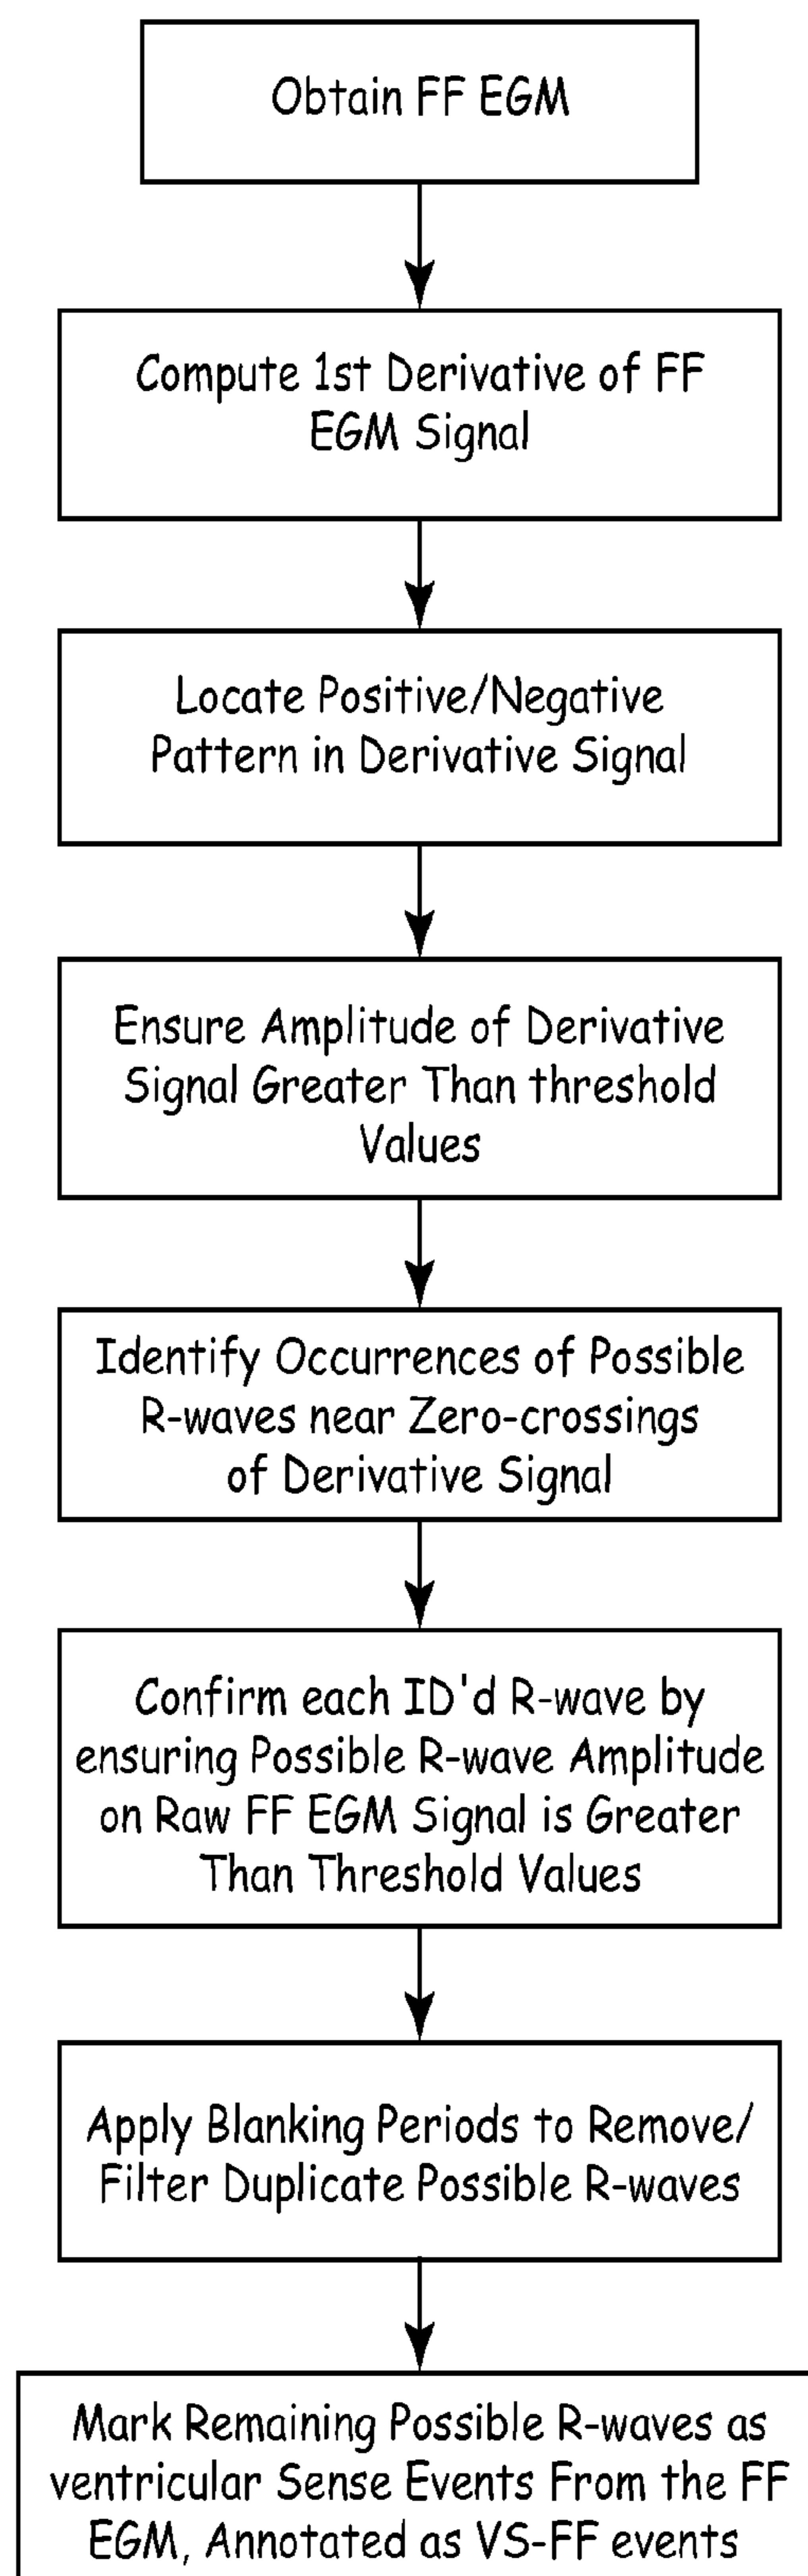 Obtain FF EGM
Compute 1st Derivative of FF
EGM Signal
Locate Positive/Negative
Pattern in Derivative Signal
Ensure Amplitude of Derivative
Signal Greater Than threshold
Values
Identify Occurrences of Possible
R-waves near Zero-crossings
of Derivative Signal
Confirm each ID'd R-wave by
ensuring Possible R-wave Amplitude
on Raw FF EGM Signal is Greater
Than Threshold Values
Apply Blanking Periods to Remove/
Filter Duplicate Possible R-waves
Mark Remaining Possible R-waves as
ventricular Sense Events From the FF
EGM, Annotated as VS-FF events